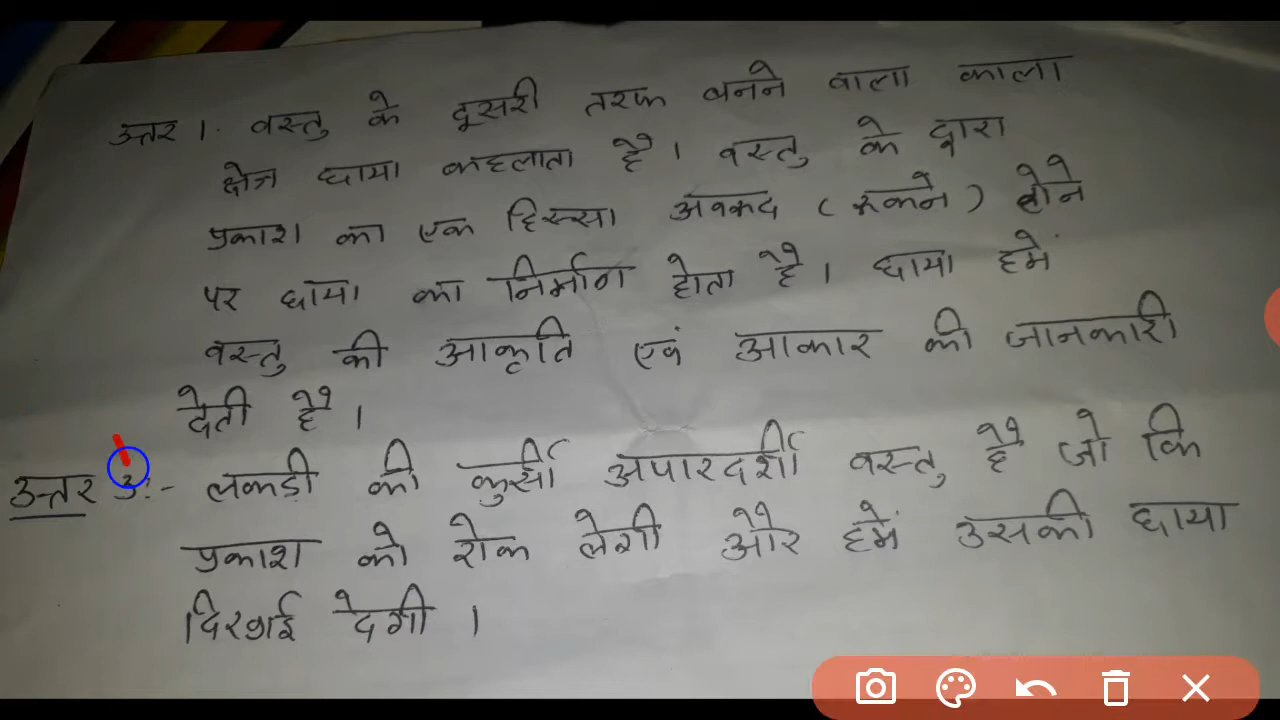 उत्तर 1. वस्तु के दूसरी तरफ बनने वाला काला
क्षेत्र छाया कहलाता है । वस्तु के द्वारा
प्रकाश का एक हिस्सा अवरूद्ध ( रूकने ) होने
पर छाया का निर्माण होता है । छाया हमें
वस्तु की आकृति एवं आकार की जानकारी
देती है ।
उत्तर 3:- लकड़ी की कुर्सी अपारदर्शी वस्तु है जो कि
प्रकाश को रोक लेगी और हमें उसकी छाया
दिखाई देगी ।